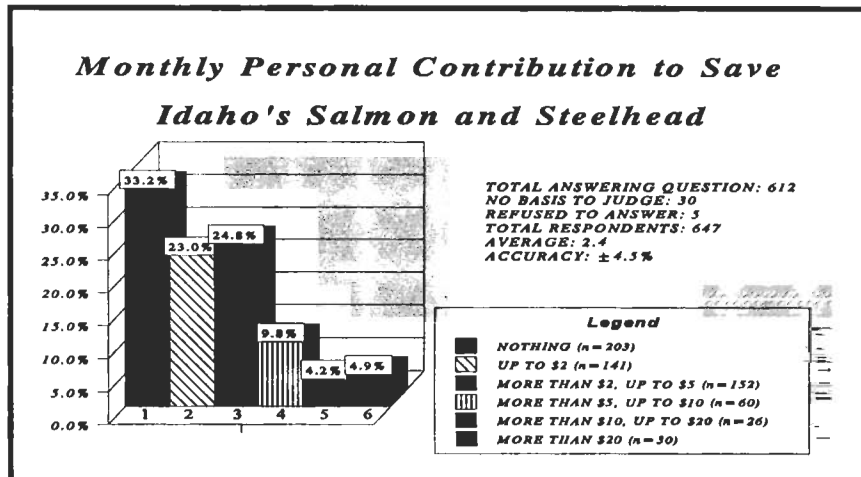 Monthly Personal Contribution to Save
Idaho's Salmon and Steelhead
33.2%
23.0%
24.8%
9.8%
4.2%
4.9%
35.0%
30.0%
25.0%
20.0%
15.0%
10.0%
5.0%
0.0%
1 2 3 4 5 6
TOTAL ANSWERING QUESTION: 612
NO BASIS TO JUDGE: 30
REFUSED TO ANSWER: 5
TOTAL RESPONDENTS: 647
AVERAGE: 2.4
ACCURACY: ±4.5%
Legend
NOTHING (n=203)
UP TO $2 (n=141)
MORE THAN $2, UP TO $5 (n=152)
MORE THAN $5, UP TO $10 (n=60)
MORE THAN $10, UP TO $20 (n=26)
MORE THAN $20 (n=30)